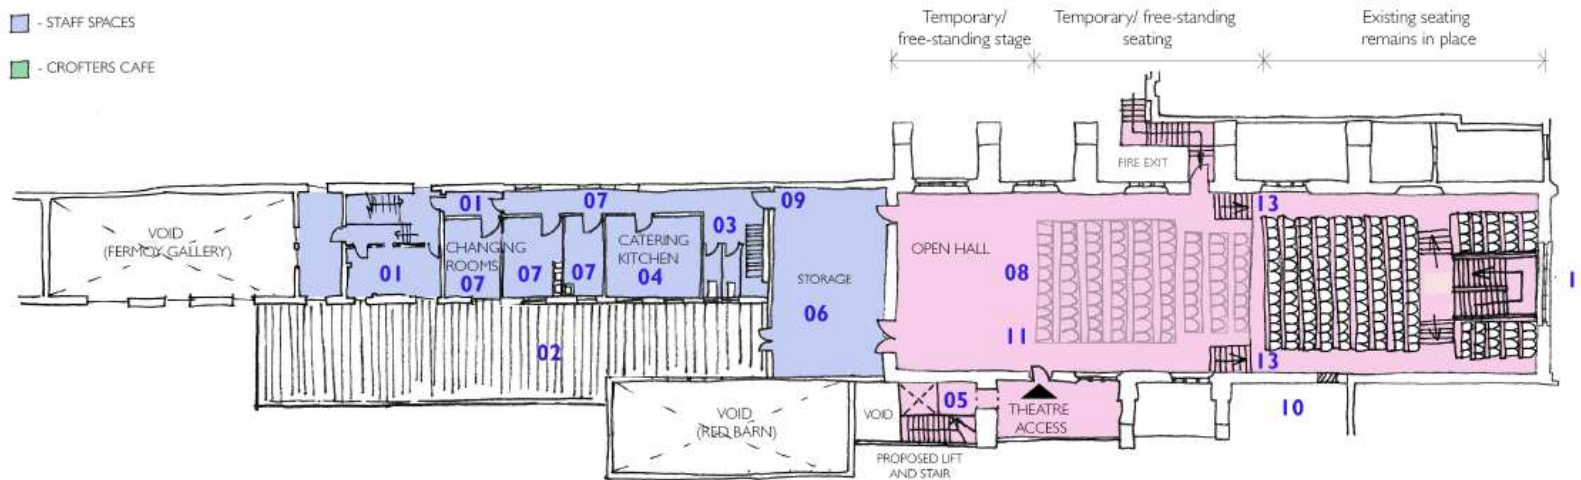 - STAFF SPACES
- CROFTERS CAFE
Temporary/
free-standing stage
Temporary/ free-standing
seating
Existing seating
remains in place
FIRE EXIT
VOID
(FERMOY GALLERY)
01
07
09
13
03
CHANGING
ROOMS
CATERING
KITCHEN
OPEN HALL
01
07
07
07
04
STORAGE
08
1
06
11
02
13
05
10
VOID
(RED BARN)
VOID
THEATRE
ACCESS
PROPOSED LIFT
AND STAIR